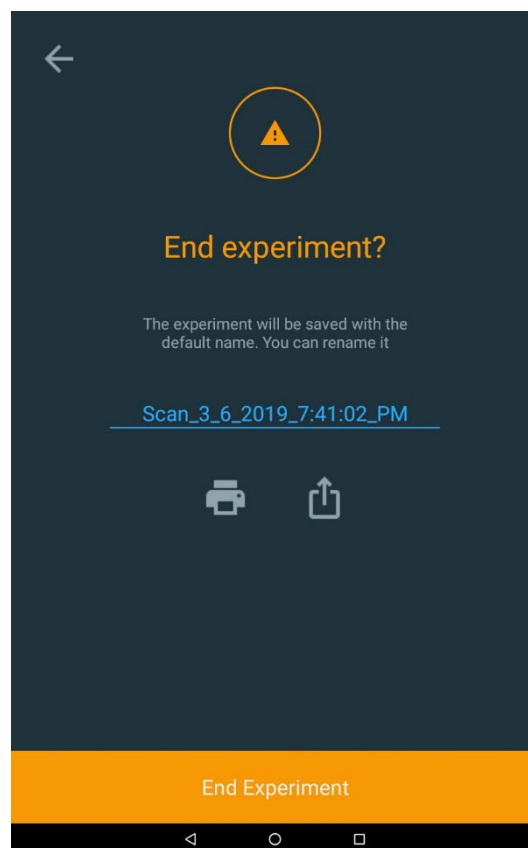 End experiment?
The experiment will be saved with the
default name. You can rename it
Scan_3_6_2019_7:41:02_PM
End Experiment